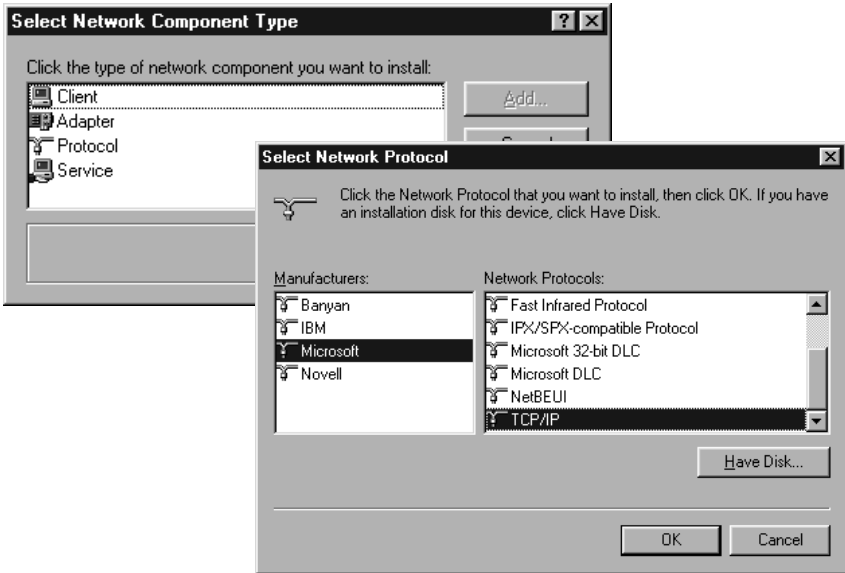 Select Network Component Type
Click the type of network component you want to install:
Client
Adapter
Protocol
Service
Add...
Select Network Protocol
Click the Network Protocol that you want to install, then click OK. If you have
an installation disk for this device, click Have Disk.
Manufacturers:
Banyan
IBM
Microsoft
Novell
Network Protocols:
Fast Infrared Protocol
IPX/SPX-compatible Protocol
Microsoft 32-bit DLC
Microsoft DLC
NetBEUI
TCP/IP
Have Disk...
OK
Cancel